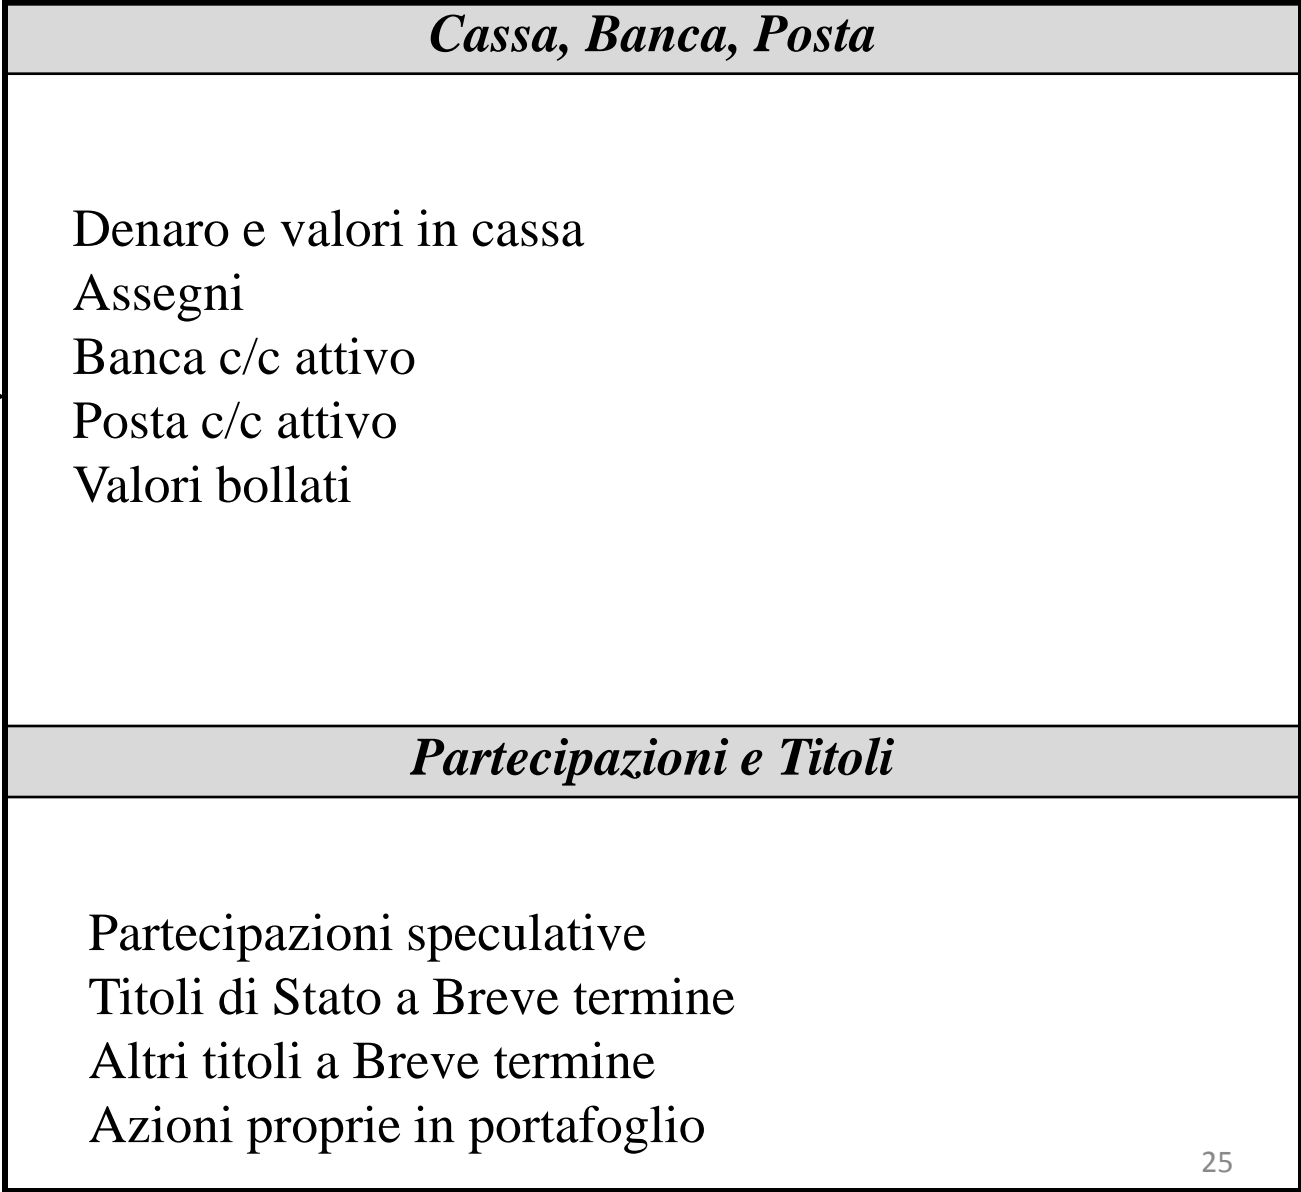 Cassa, Banca, Posta
Denaro e valori in cassa
Assegni
Banca c/c attivo
Posta c/c attivo
Valori bollati
Partecipazioni e Titoli
Partecipazioni speculative
Titoli di Stato a Breve termine
Altri titoli a Breve termine
Azioni proprie in portafoglio
25